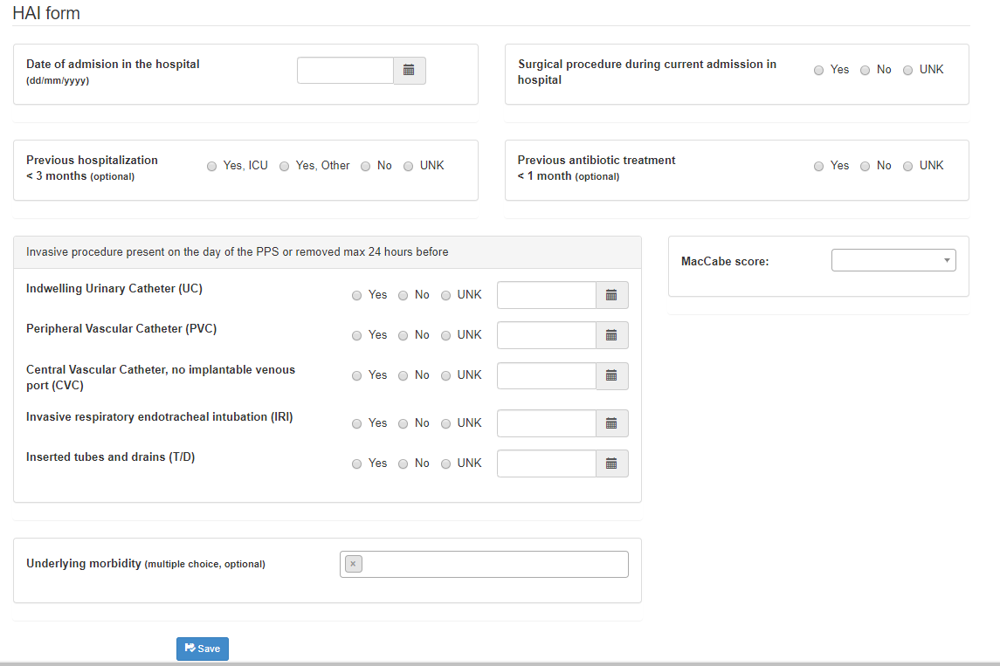 HAI form
Date of admision in the hospital
(dd/mm/yyyy)
Surgical procedure during current admission in
hospital
Yes No UNK
Previous hospitalization
< 3 months (optional)
Yes, ICU Yes, Other No UNK
Previous antibiotic treatment
< 1 month (optional)
Yes No UNK
Invasive procedure present on the day of the PPS or removed max 24 hours before
Indwelling Urinary Catheter (UC)
Yes No UNK
Peripheral Vascular Catheter (PVC)
Yes No UNK
Central Vascular Catheter, no implantable venous
port (CVC)
Yes No UNK
Invasive respiratory endotracheal intubation (IRI)
Yes No UNK
Inserted tubes and drains (T/D)
Yes No UNK
MacCabe score:
Underlying morbidity (multiple choice, optional)
×
Save